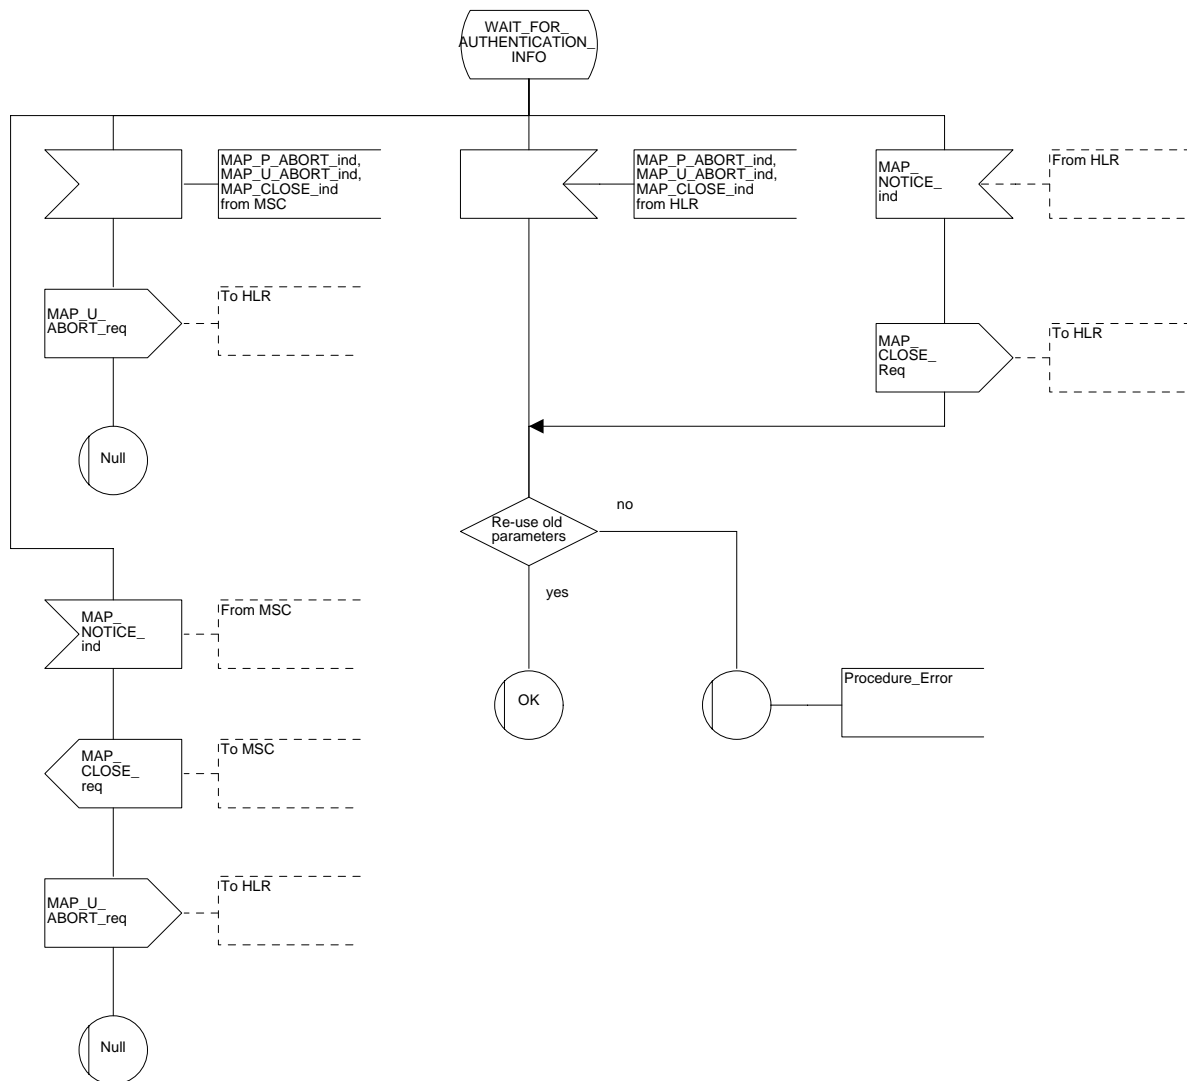 WAIT_FOR_
AUTHENTICATION_
INFO
MAP_P_ABORT_ind,
MAP_U_ABORT_ind,
MAP_CLOSE_ind
from MSC
MAP_P_ABORT_ind,
MAP_U_ABORT_ind,
MAP_CLOSE_ind
from HLR
MAP_
NOTICE_
ind
From HLR
MAP_U_
ABORT_req
To HLR
MAP_
CLOSE_
Req
To HLR
Null
Re-use old
parameters
no
yes
MAP_
NOTICE_
ind
From MSC
OK
Procedure_Error
MAP_
CLOSE_
req
To MSC
MAP_U_
ABORT_req
To HLR
Null